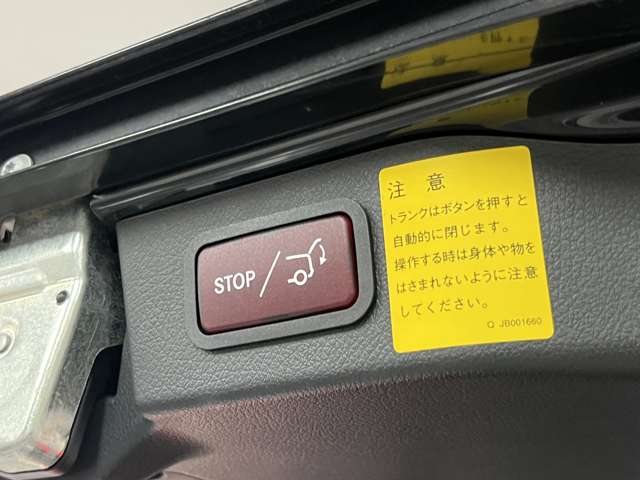 STOP /
注 意
トランクはボタンを押すと
自動的に閉じます。
操作する時は身体や物を
はさまれないように注意
してください。
Q JB001660